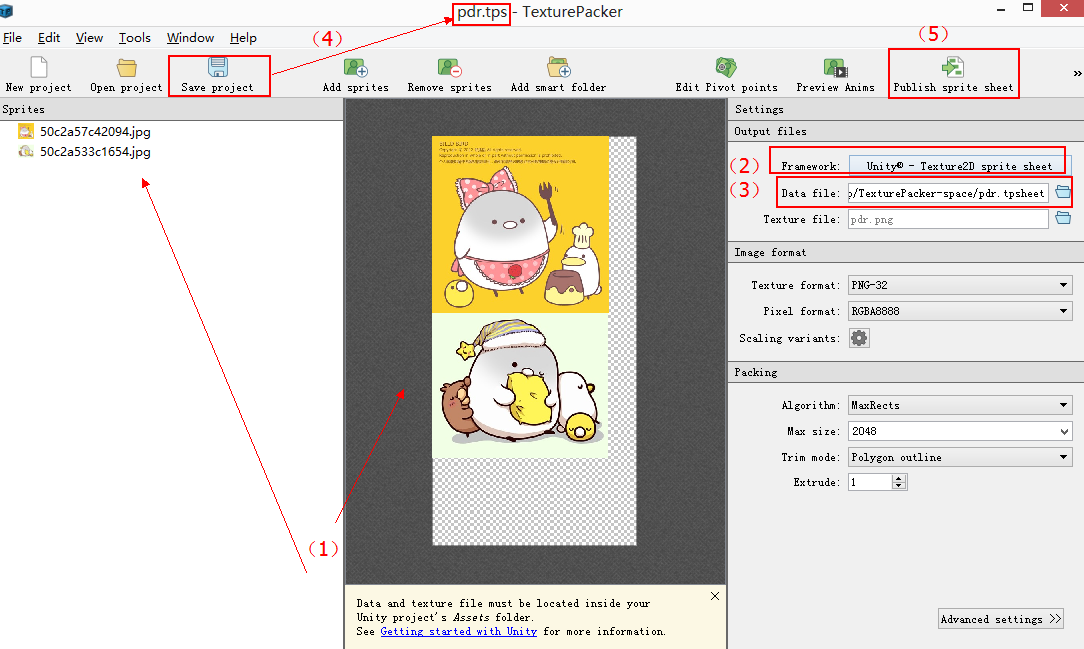 pdr.tps - TexturePacker
File Edit View Tools Window Help
(4)
(5)
New project Open project Save project Add sprites Remove sprites Add smart folder Edit Pivot points Preview Anims Publish sprite sheet »
Sprites
50c2a57c42094.jpg
50c2a533c1654.jpg
Settings
Output files
(2) Framework: Unity® - Texture2D sprite sheet
(3) Data file: p/TexturePacker-space/pdr.tpsheet
Texture file: pdr.png
Image format
Texture format: PNG-32
Pixel format: RGBA8888
Scaling variants:
Packing
Algorithm: MaxRects
Max size: 2048
Trim mode: Polygon outline
Extrude: 1
(1)
Data and texture file must be located inside your
Unity project's Assets folder.
See Getting started with Unity for more information.
Advanced settings >>